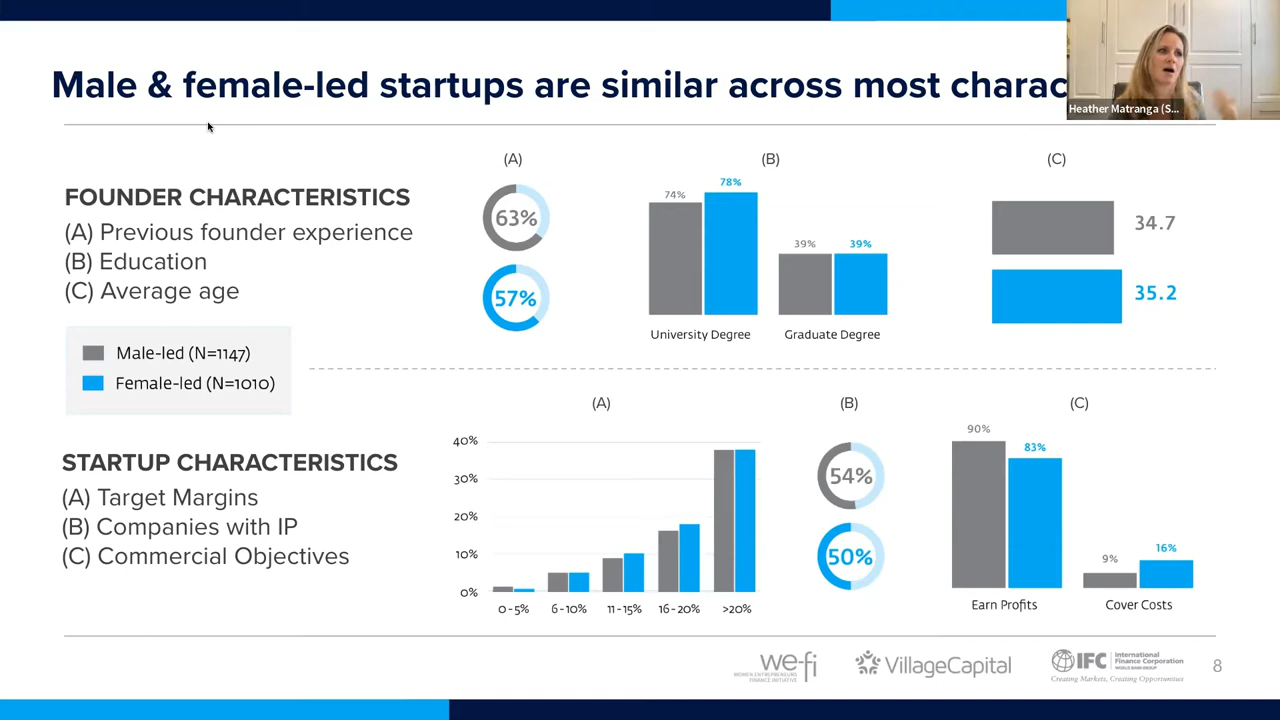 Male & female-led startups are similar across most charac
Heather Matranga (S...
FOUNDER CHARACTERISTICS
(A) Previous founder experience
(B) Education
(C) Average age
(A)
63%
57%
(B)
74%
78%
39%
39%
University Degree
Graduate Degree
(C)
34.7
35.2
Male-led (N=1147)
Female-led (N=1010)
STARTUP CHARACTERISTICS
(A) Target Margins
(B) Companies with IP
(C) Commercial Objectives
(A)
40%
30%
20%
10%
0%
0-5%
6-10%
11-15%
16-20%
>20%
(B)
54%
50%
(C)
90%
83%
9%
16%
Earn Profits
Cover Costs
we-fi
WOMEN ENTREPRENEURS
FINANCE INITIATIVE
VillageCapital
IFC
International
Finance Corporation
WORLD BANK GROUP
Creating Markets, Creating Opportunities
8